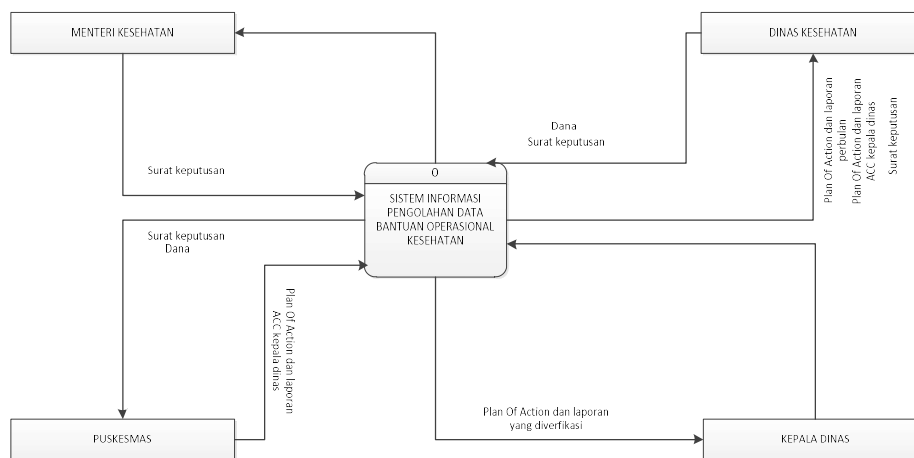 MENTERI KESEHATAN
DINAS KESEHATAN
Surat keputusan
Dana
Surat keputusan
Plan Of Action dan laporan
perbulan
Plan Of Action dan laporan
ACC kepala dinas
Surat keputusan
0
SISTEM INFORMASI
PENGOLAHAN DATA
BANTUAN OPERASIONAL
KESEHATAN
Surat keputusan
Dana
Plan Of Action dan laporan
ACC kepala dinas
Plan Of Action dan laporan
yang diverfikasi
PUSKESMAS
KEPALA DINAS